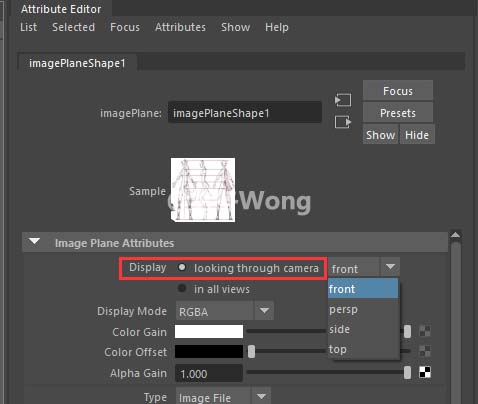 Attribute Editor
List Selected Focus Attributes Show Help
imagePlaneShape1
Focus
imagePlane: imagePlaneShape1
Presets
Show Hide
Sample
Wong
Image Plane Attributes
Display looking through camera front
in all views
front
persp
side
top
Display Mode RGBA
Color Gain
Color Offset
Alpha Gain 1.000
Type Image File